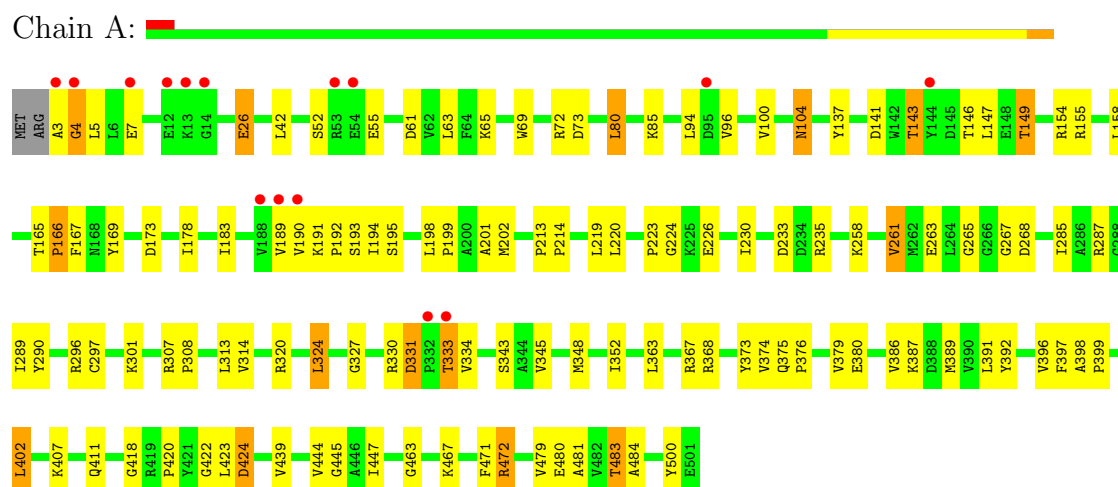 Chain A:
MET ARG A3 G4 L5 L6 E7 E12 K13 G14 E26 L42 S52 R53 E54 E55 D61 V62 L63 F64 K65 W69 R72 D73 L80 K85 L94 D95 V96 V100 N104 Y137 D141 W142 T143 Y144 D145 T146 L147 E148 T149 R154 R155 L158
T165 P166 F167 N168 Y169 D173 I178 I183 V188 V189 V190 K191 P192 S193 I194 S195 L198 P199 A200 A201 M202 P213 P214 L219 L220 P223 G224 K225 E226 I230 D233 D234 R235 K258 V261 M262 E263 L264 G265 G266 G267 D268 I285 A286 R287 G288
I289 Y290 R296 C297 K301 R307 P308 L313 V314 R320 L324 G327 R330 D331 P332 T333 V334 S343 A344 V345 M348 I352 L363 R367 R368 Y373 V374 Q375 P376 V379 E380 V386 K387 D388 M389 V390 L391 Y392 V396 F397 A398 P399
L402 K407 Q411 G418 R419 P420 Y421 G422 L423 D424 V439 V444 G445 A446 I447 G463 K467 F471 R472 V479 E480 A481 V482 T483 A484 Y500 E501